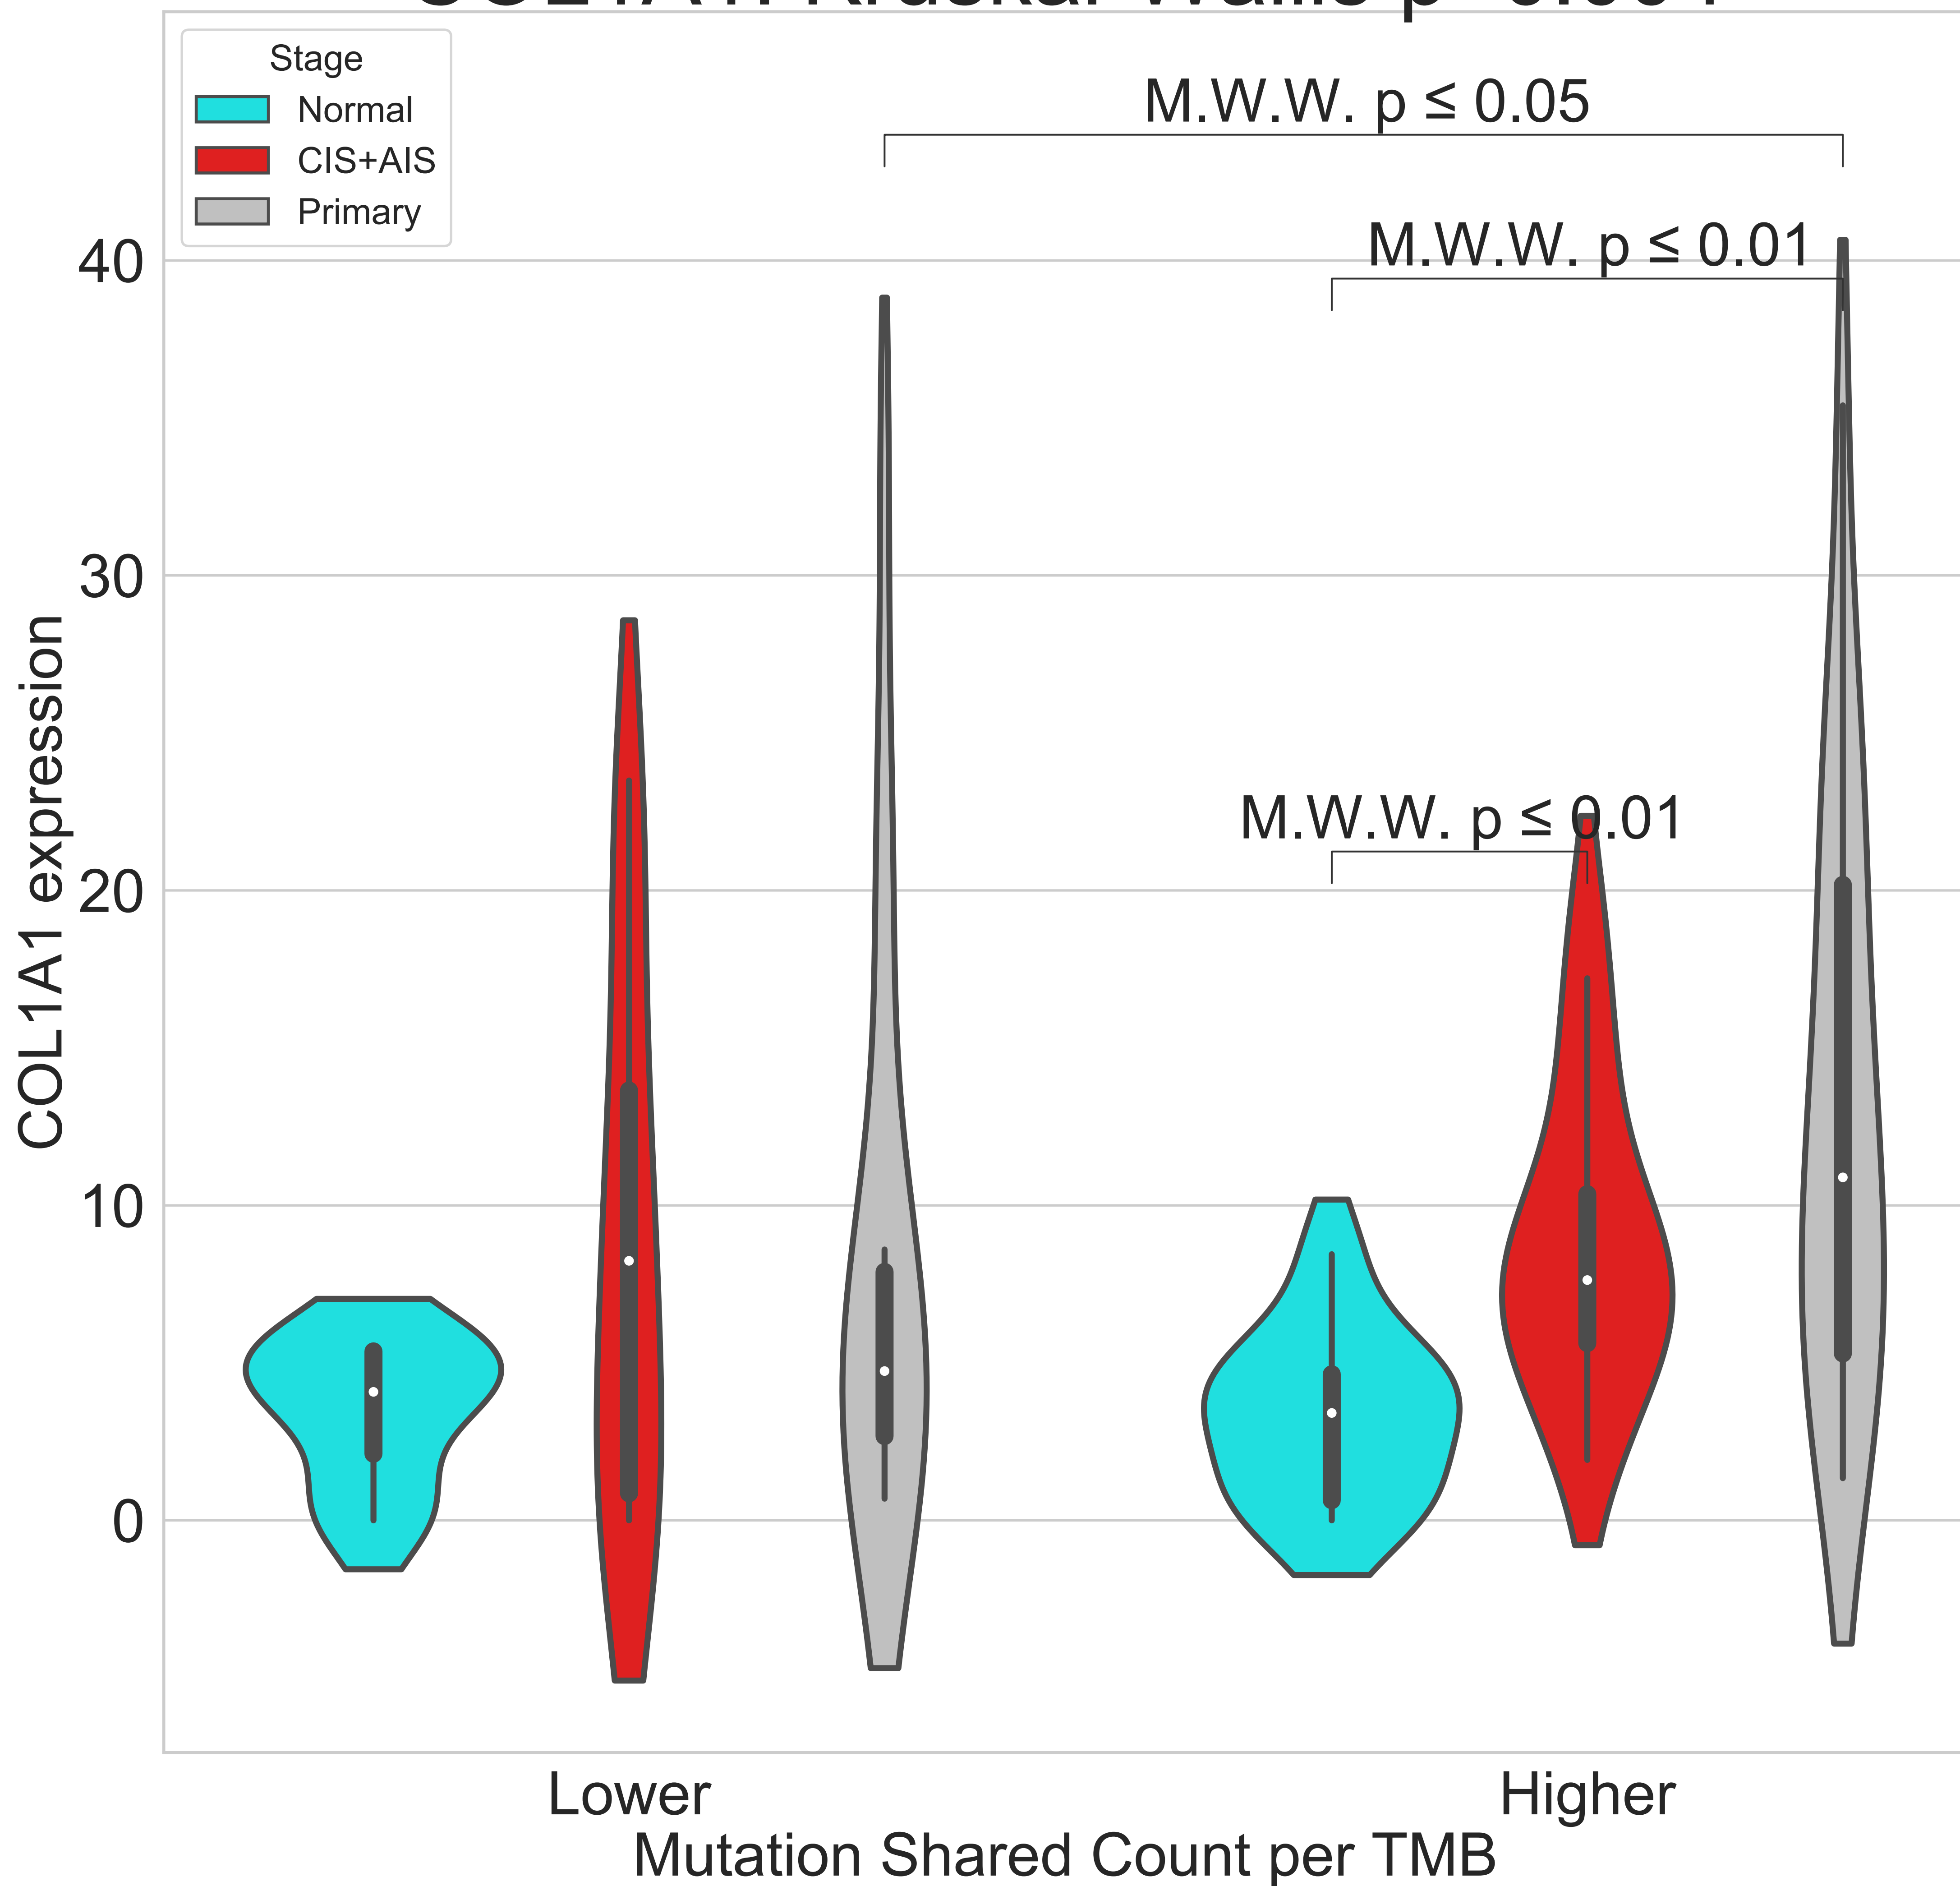 Stage
Normal
CIS+AIS
Primary
M.W.W. p ≤ 0.05
M.W.W. p ≤ 0.01
M.W.W. p ≤ 0.01
40
30
20
10
0
COL1A1 expression
Lower
Higher
Mutation Shared Count per TMB